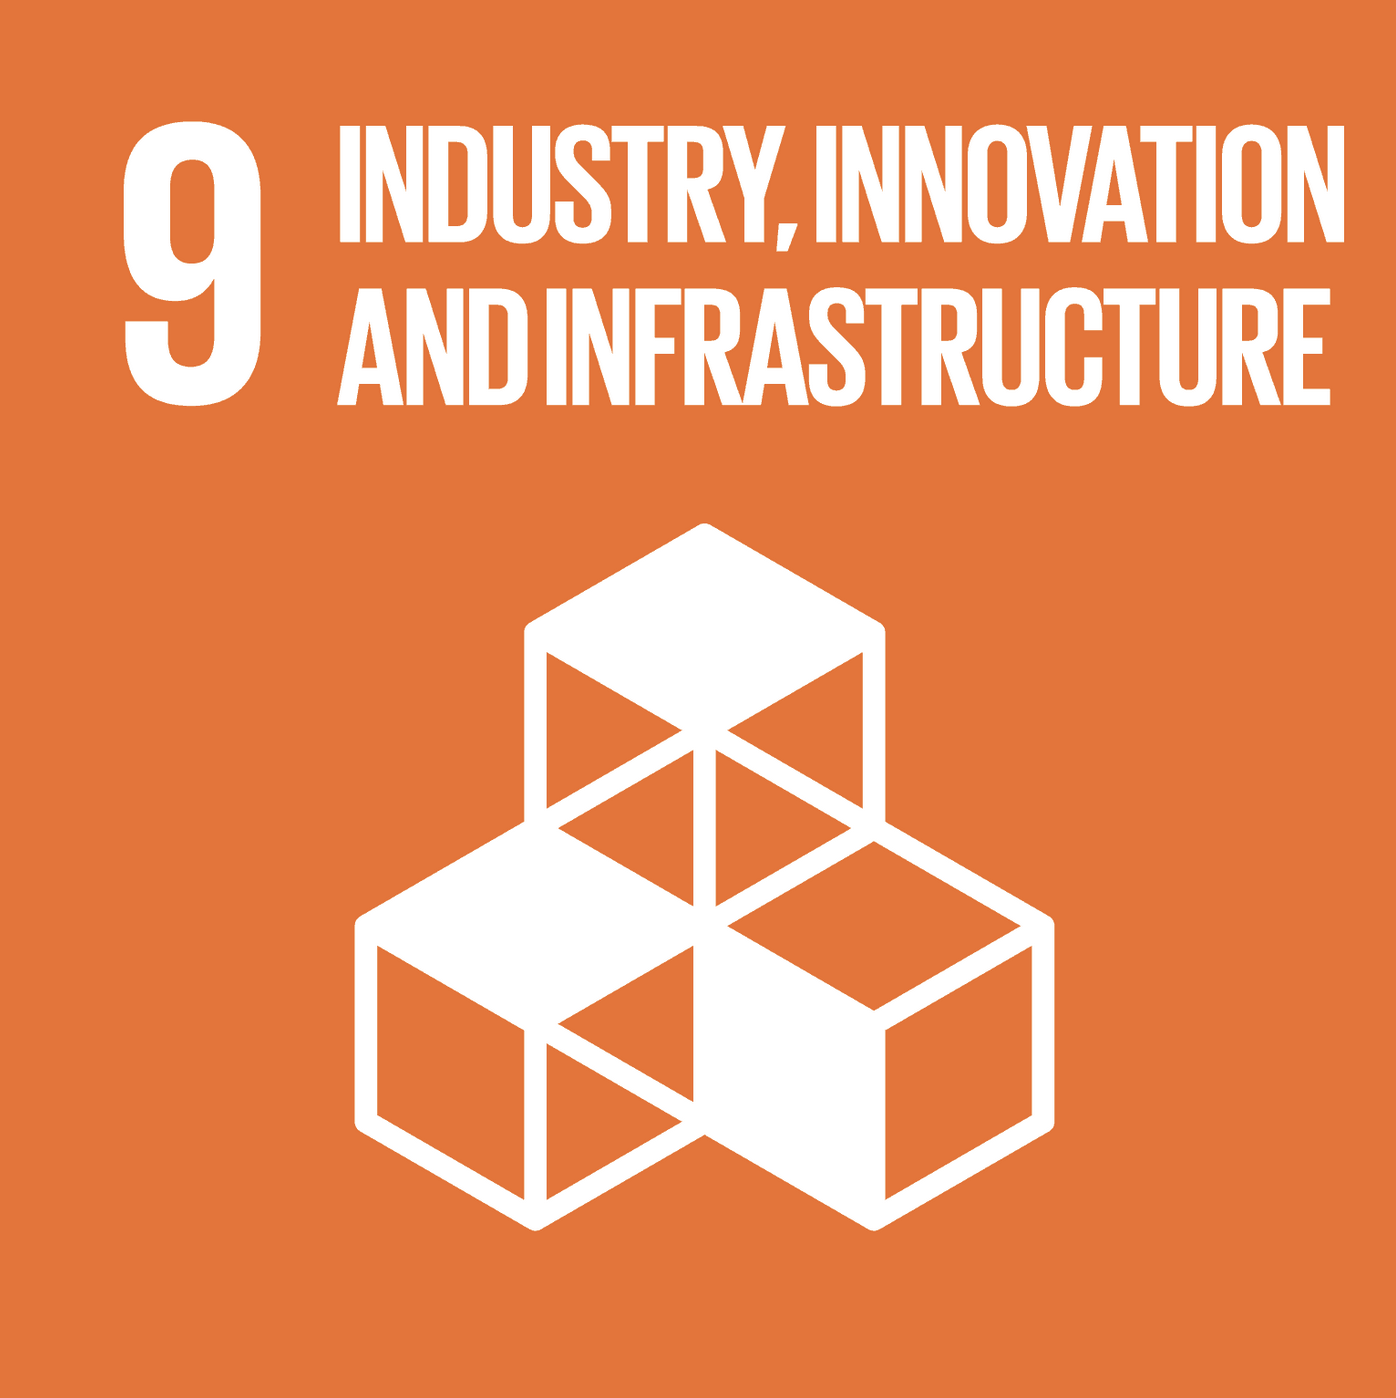 9
INDUSTRY, INNOVATION
AND INFRASTRUCTURE